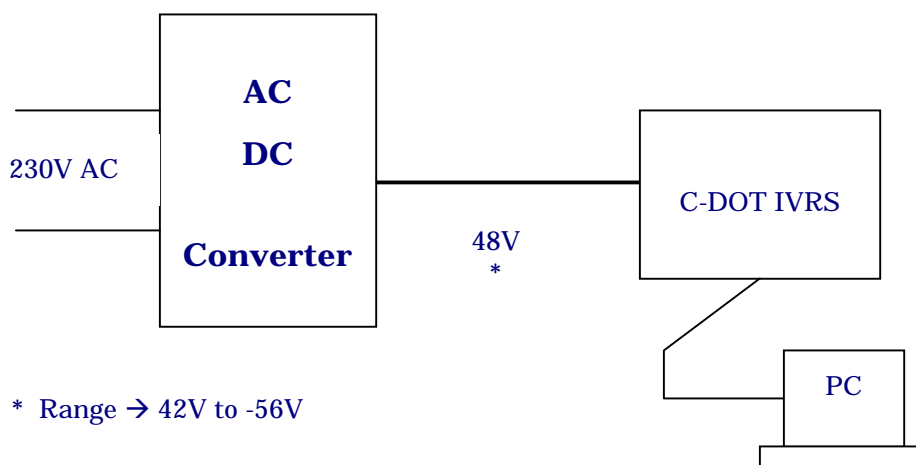 AC
DC
Converter
230V AC
48V
*
C-DOT IVRS
PC
* Range → 42V to -56V